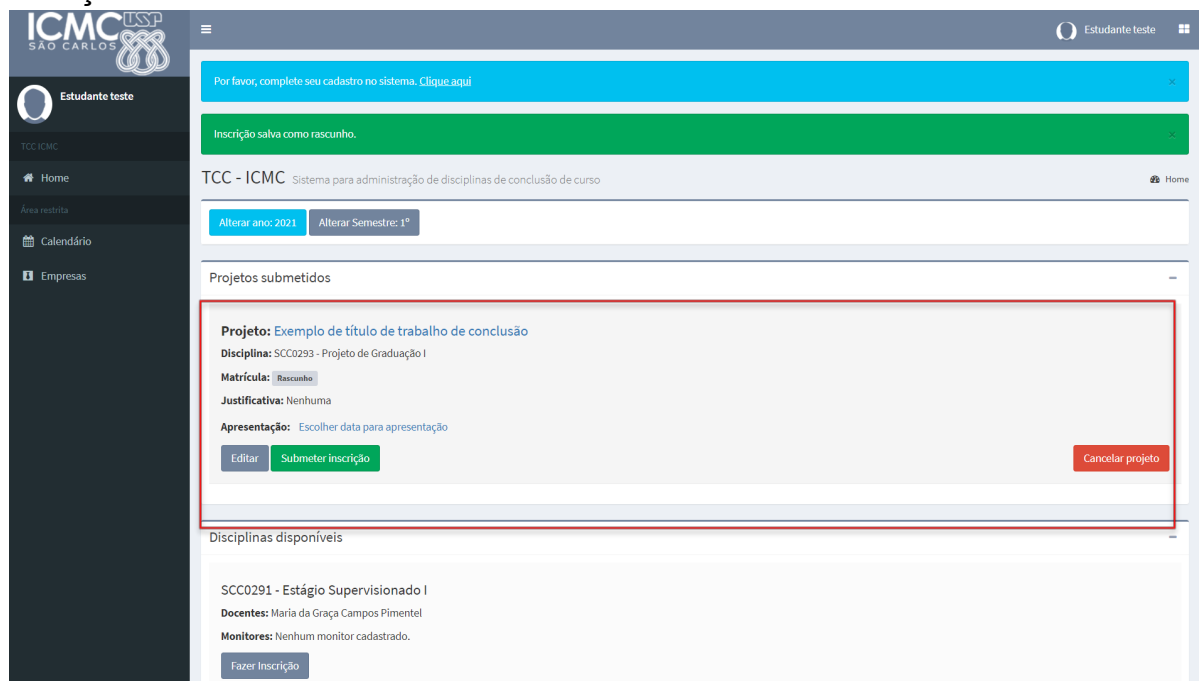 ICMC USP
SÃO CARLOS
Estudante teste
Estudante teste
TCC ICMC
Home
Área restrita
Calendário
Empresas
Por favor, complete seu cadastro no sistema. Clique aqui ×
Inscrição salva como rascunho. ×
TCC - ICMC Sistema para administração de disciplinas de conclusão de curso
Home
Alterar ano: 2021 Alterar Semestre: 1º
Projetos submetidos
Projeto: Exemplo de título de trabalho de conclusão
Disciplina: SCC0293 - Projeto de Graduação I
Matrícula: Rascunho
Justificativa: Nenhuma
Apresentação: Escolher data para apresentação
Editar Submeter inscrição Cancelar projeto
Disciplinas disponíveis
SCC0291 - Estágio Supervisionado I
Docentes: Maria da Graça Campos Pimentel
Monitores: Nenhum monitor cadastrado.
Fazer Inscrição